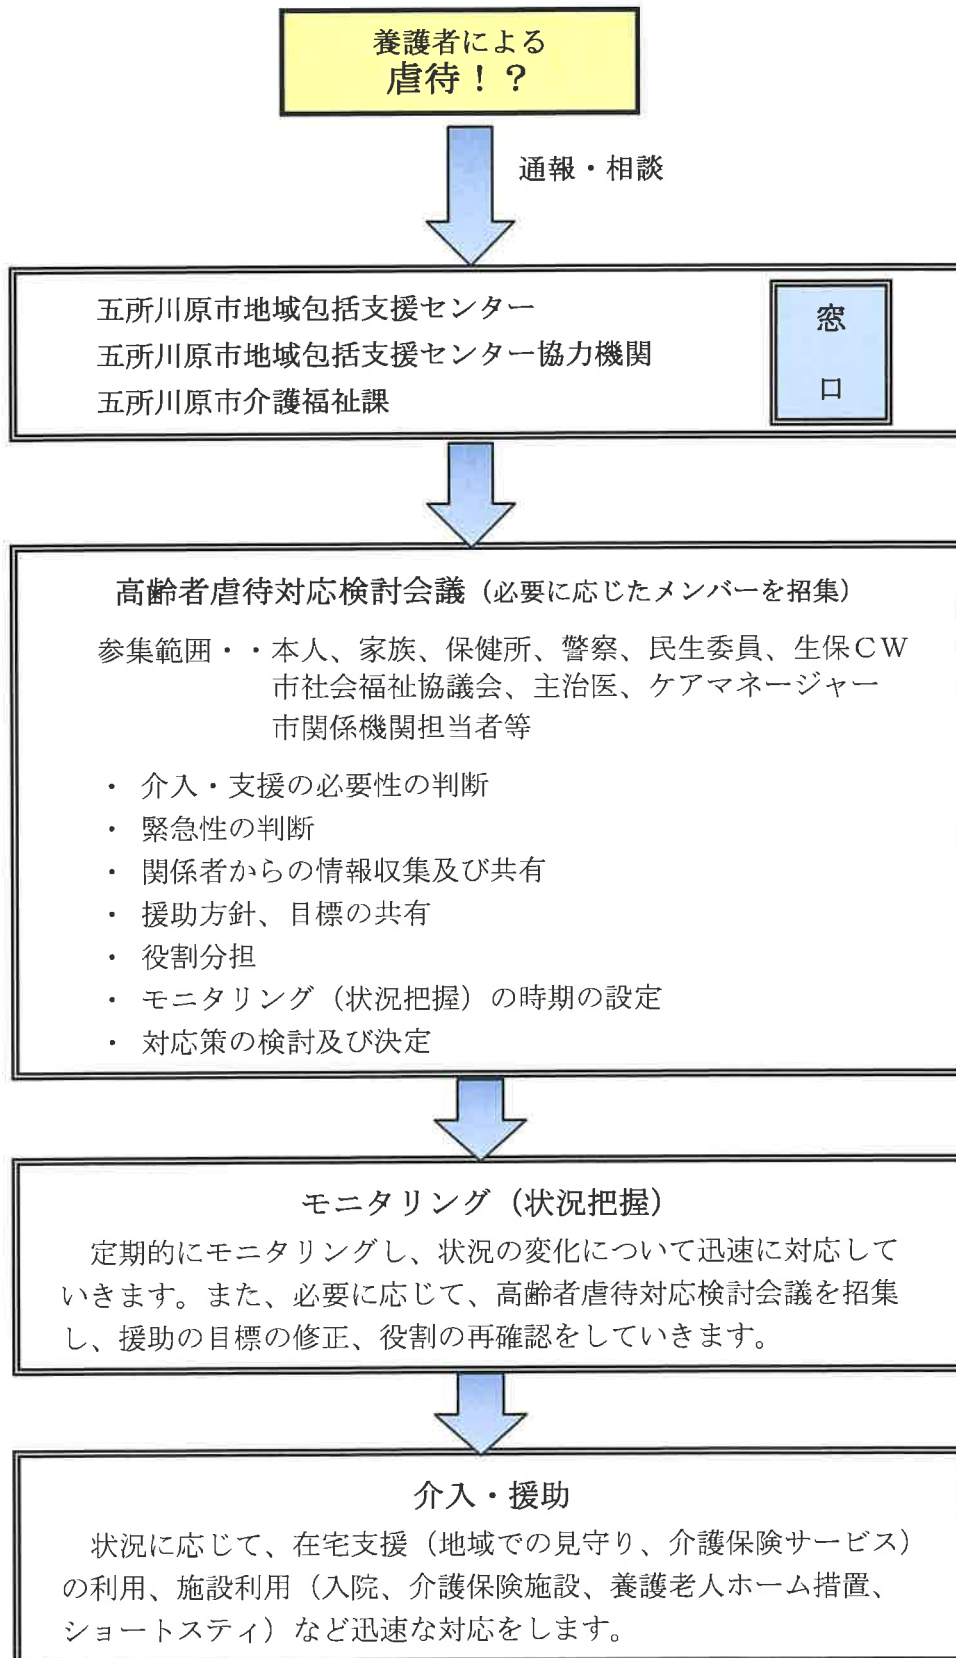 養護者による
虐待！？
通報・相談
五所川原市地域包括支援センター
五所川原市地域包括支援センター協力機関
五所川原市介護福祉課
窓
口
高齢者虐待対応検討会議（必要に応じたメンバーを招集）
参集範囲・・本人、家族、保健所、警察、民生委員、生保ＣＷ
市社会福祉協議会、主治医、ケアマネージャー
市関係機関担当者等
・ 介入・支援の必要性の判断
・ 緊急性の判断
・ 関係者からの情報収集及び共有
・ 援助方針、目標の共有
・ 役割分担
・ モニタリング（状況把握）の時期の設定
・ 対応策の検討及び決定
モニタリング（状況把握）
定期的にモニタリングし、状況の変化について迅速に対応して
いきます。また、必要に応じて、高齢者虐待対応検討会議を招集
し、援助の目標の修正、役割の再確認をしていきます。
介入・援助
状況に応じて、在宅支援（地域での見守り、介護保険サービス）
の利用、施設利用（入院、介護保険施設、養護老人ホーム措置、
ショートスティ）など迅速な対応をします。